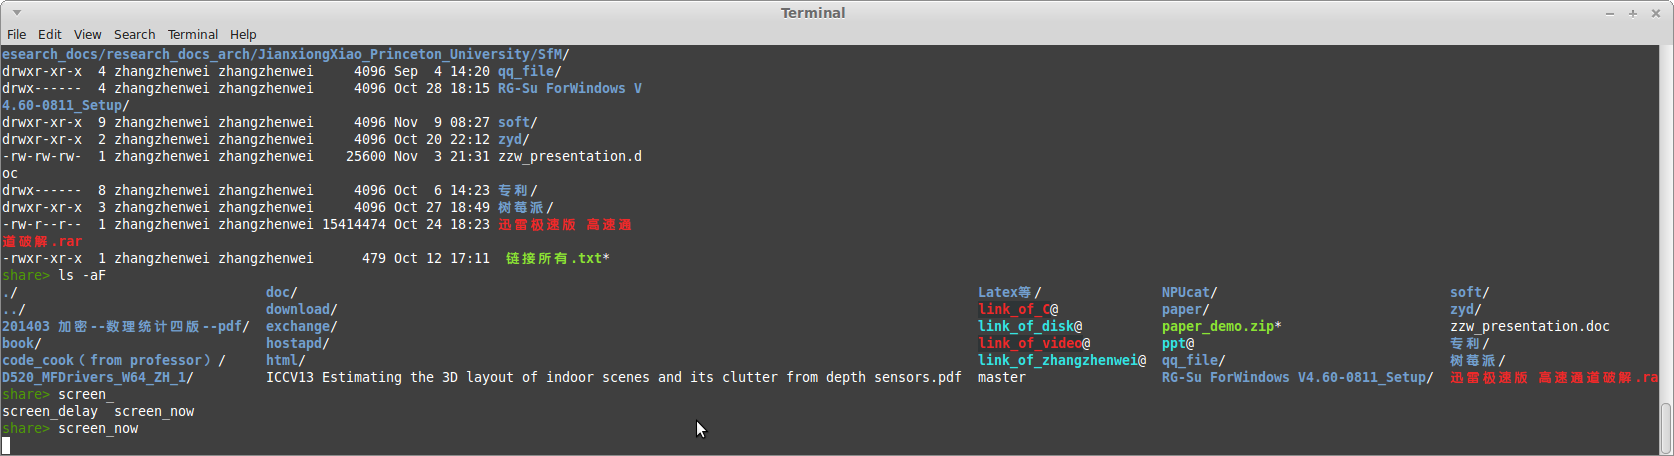 Terminal
File Edit View Search Terminal Help
esearch_docs/research_docs_arch/JianxiongXiao_Princeton_University/SfM/
drwxr-xr-x  4 zhangzhenwei zhangzhenwei     4096 Sep  4 14:20 qq_file/
drwx------  4 zhangzhenwei zhangzhenwei     4096 Oct 28 18:15 RG-Su ForWindows V
4.60-0811_Setup/
drwxr-xr-x  9 zhangzhenwei zhangzhenwei     4096 Nov  9 08:27 soft/
drwxr-xr-x  2 zhangzhenwei zhangzhenwei     4096 Oct 20 22:12 zyd/
-rw-rw-rw-  1 zhangzhenwei zhangzhenwei    25600 Nov  3 21:31 zzw_presentation.d
oc
drwx------  8 zhangzhenwei zhangzhenwei     4096 Oct  6 14:23 专利/
drwxr-xr-x  3 zhangzhenwei zhangzhenwei     4096 Oct 27 18:49 树莓派/
-rw-r--r--  1 zhangzhenwei zhangzhenwei 15414474 Oct 24 18:23 迅雷极速版 高速通
道破解.rar
-rwxr-xr-x  1 zhangzhenwei zhangzhenwei      479 Oct 12 17:11  链接所有.txt*
share> ls -aF
./ doc/ Latex等/ NPUcat/ soft/
../ download/ link_of_C@ paper/ zyd/
201403 加密--数理统计四版--pdf/ exchange/ link_of_disk@ paper_demo.zip* zzw_presentation.doc
book/ hostapd/ link_of_video@ ppt@ 专利/
code_cook（from professor）/ html/ link_of_zhangzhenwei@ qq_file/ 树莓派/
D520_MFDrivers_W64_ZH_1/ ICCV13 Estimating the 3D layout of indoor scenes and its clutter from depth sensors.pdf master RG-Su ForWindows V4.60-0811_Setup/ 迅雷极速版 高速通道破解.ra
share> screen_
screen_delay  screen_now
share> screen_now